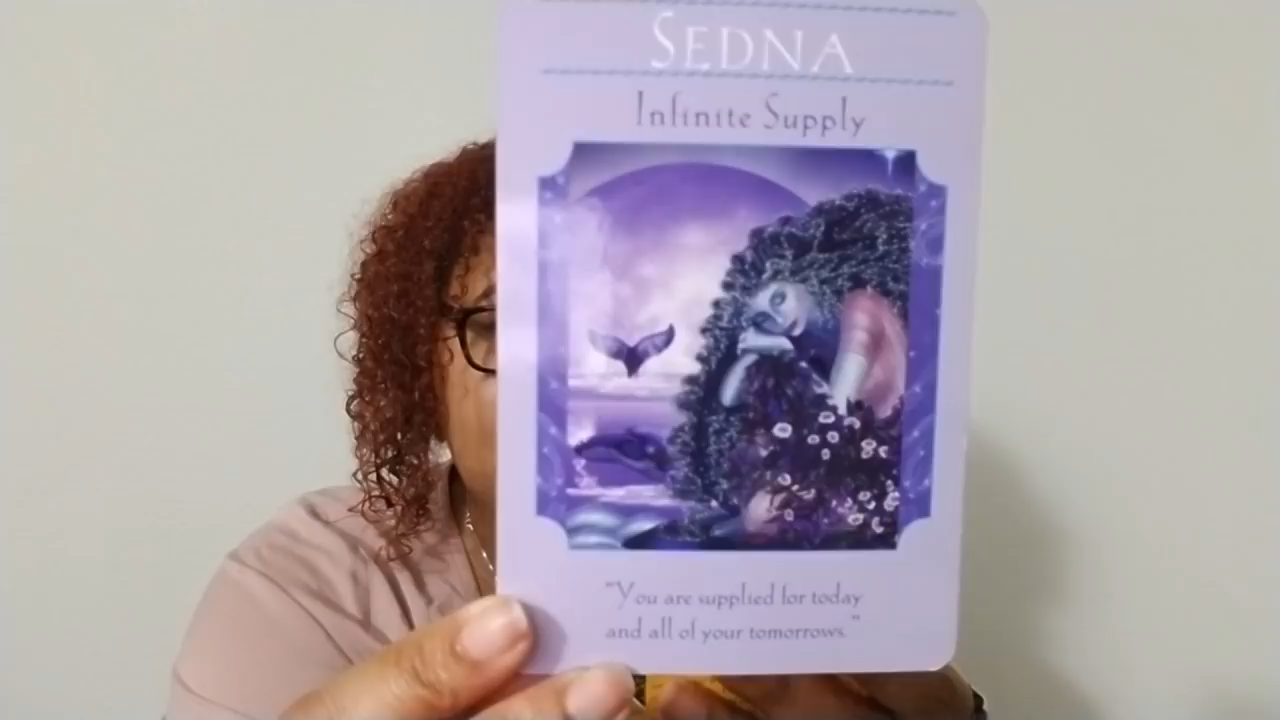 SEDNA
Infinite Supply
"You are supplied for today
and all of your tomorrows."